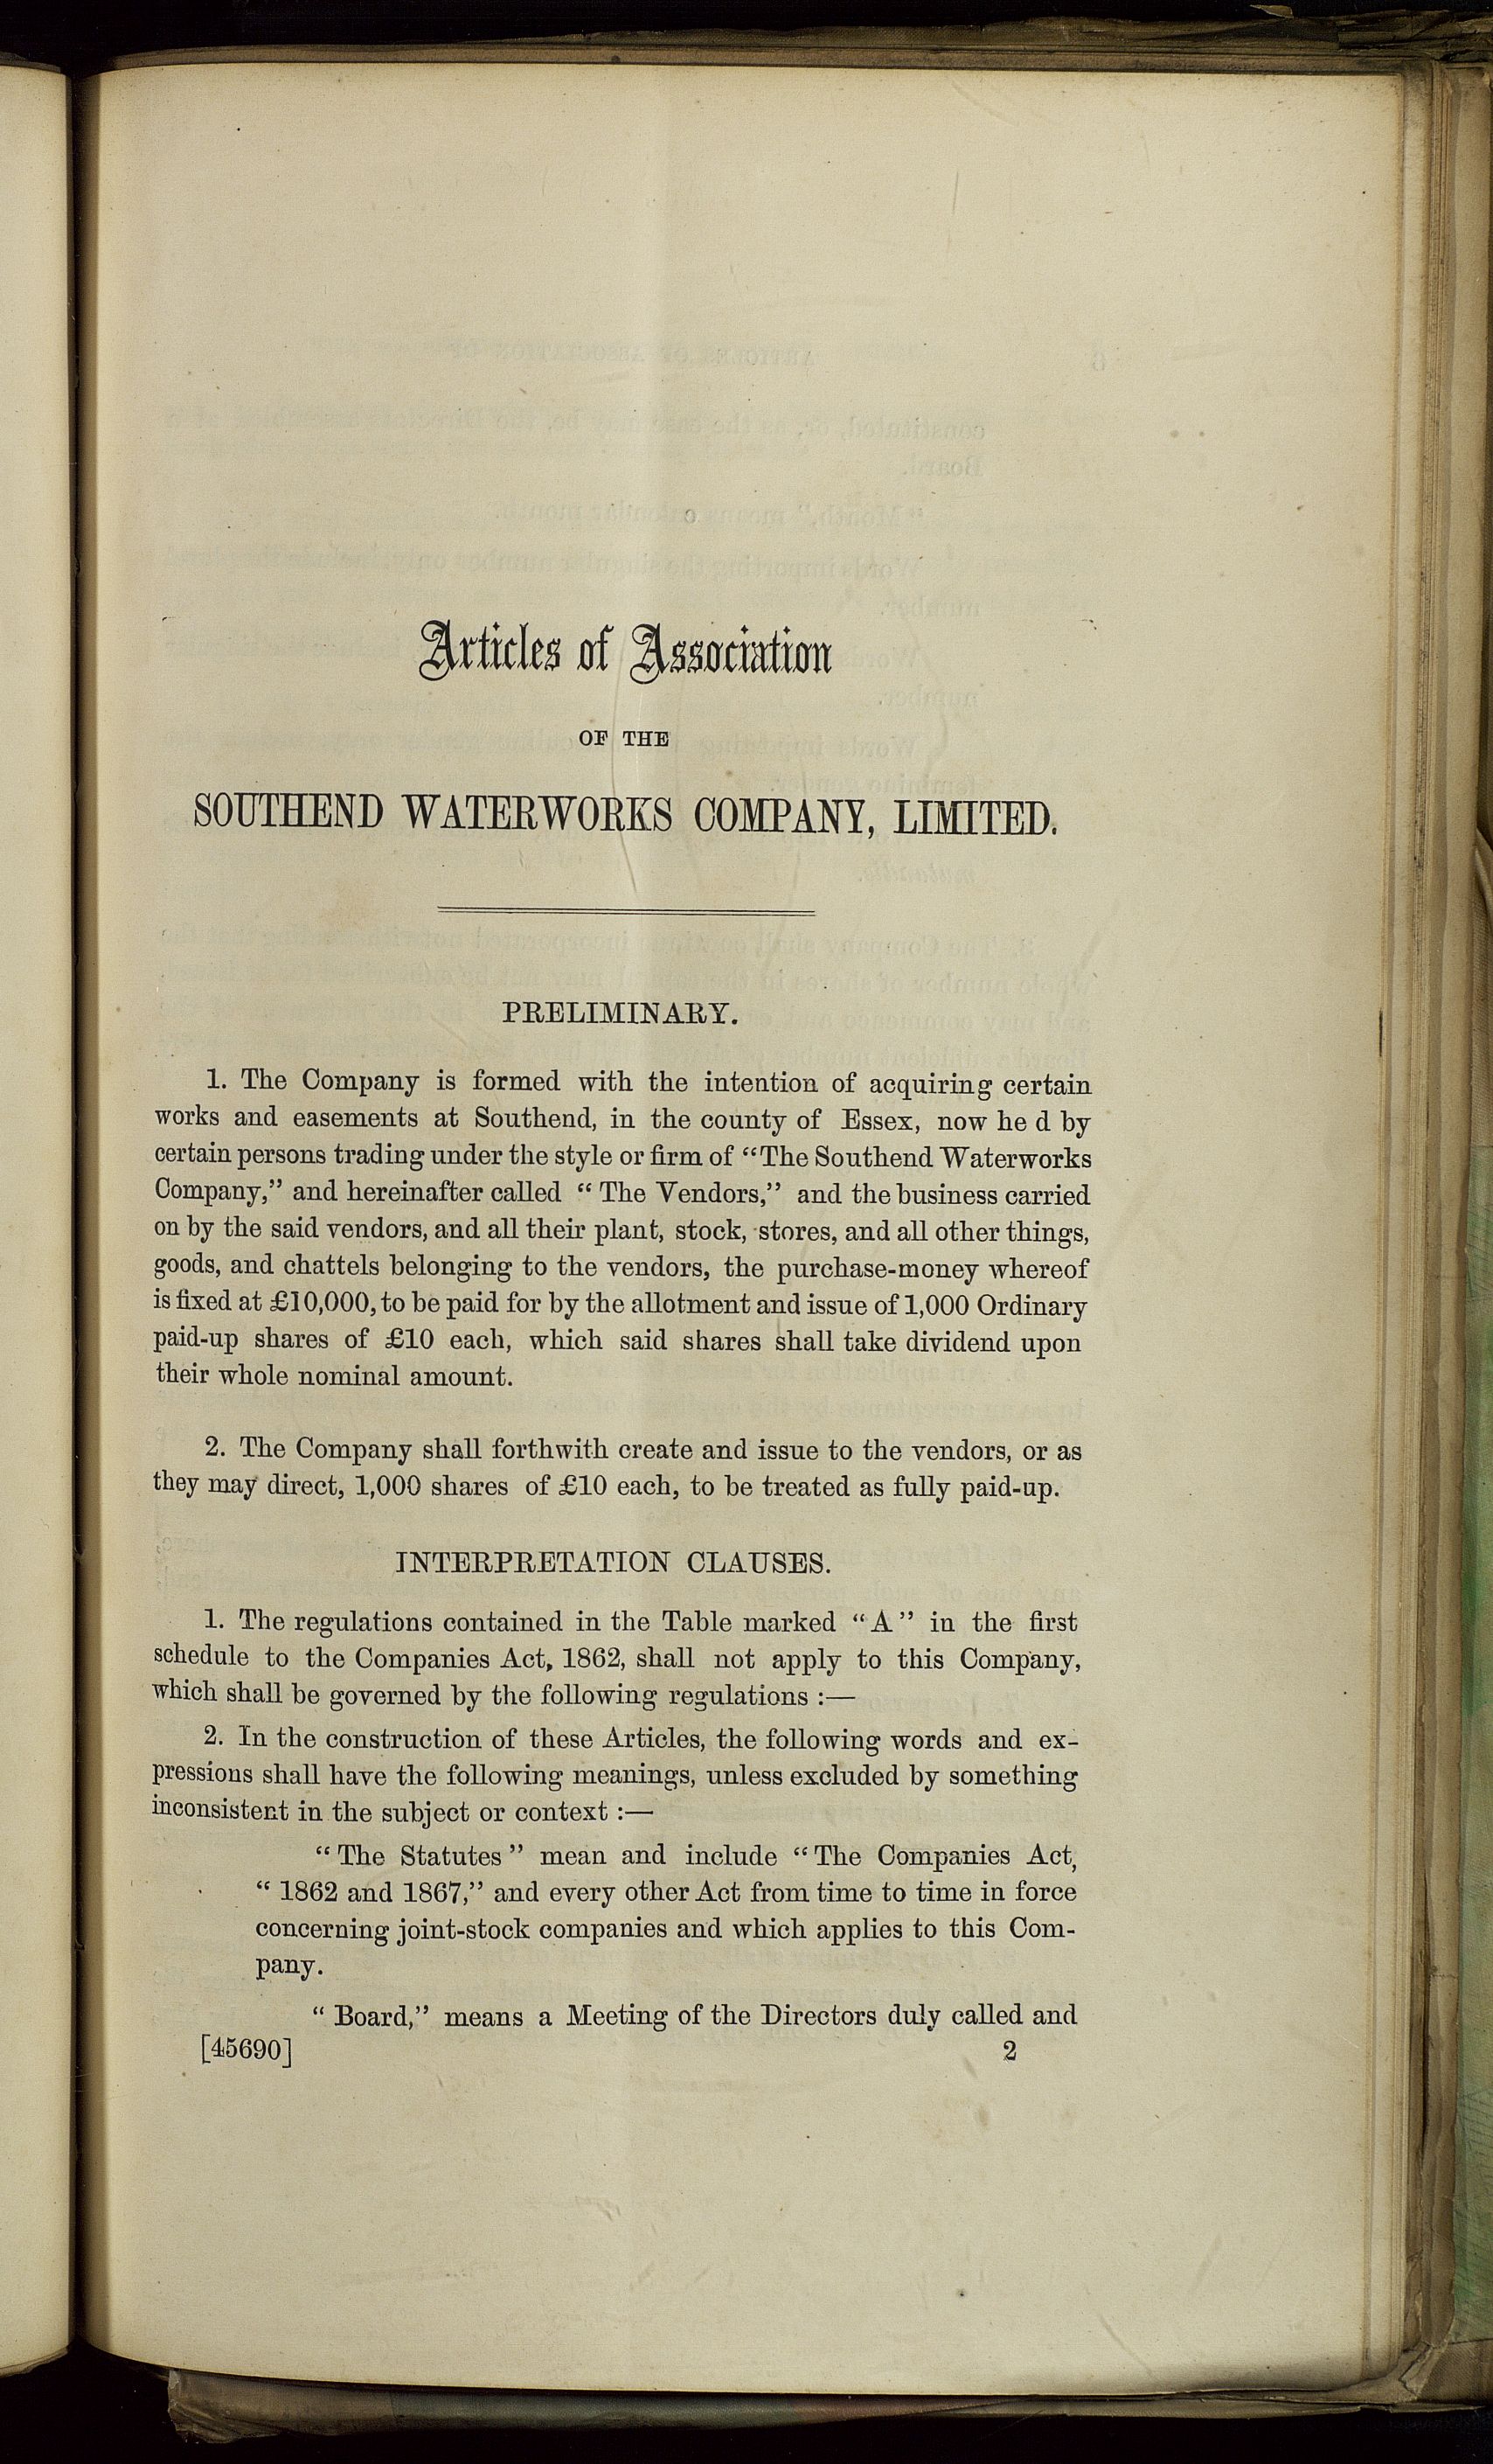 Articles of Association
OF THE
SOUTHEND WATERWORKS COMPANY, LIMITED.
PRELIMINARY.
1. The Company is formed with the intention of acquiring certain
works and easements at Southend, in the county of Essex, now he d by
certain persons trading under the style or firm of “The Southend Waterworks
Company,” and hereinafter called “ The Vendors,” and the business carried
on by the said vendors, and all their plant, stock, stores, and all other things,
goods, and chattels belonging to the vendors, the purchase-money whereof
is fixed at £10,000, to be paid for by the allotment and issue of 1,000 Ordinary
paid-up shares of £10 each, which said shares shall take dividend upon
their whole nominal amount.
2. The Company shall forthwith create and issue to the vendors, or as
they may direct, 1,000 shares of £10 each, to be treated as fully paid-up.
INTERPRETATION CLAUSES.
1. The regulations contained in the Table marked “ A ” in the first
schedule to the Companies Act, 1862, shall not apply to this Company,
which shall be governed by the following regulations :—
2. In the construction of these Articles, the following words and ex-
pressions shall have the following meanings, unless excluded by something
inconsistent in the subject or context :—
“ The Statutes ” mean and include “ The Companies Act,
“ 1862 and 1867,” and every other Act from time to time in force
concerning joint-stock companies and which applies to this Com-
pany.
“ Board,” means a Meeting of the Directors duly called and
[45690] 2